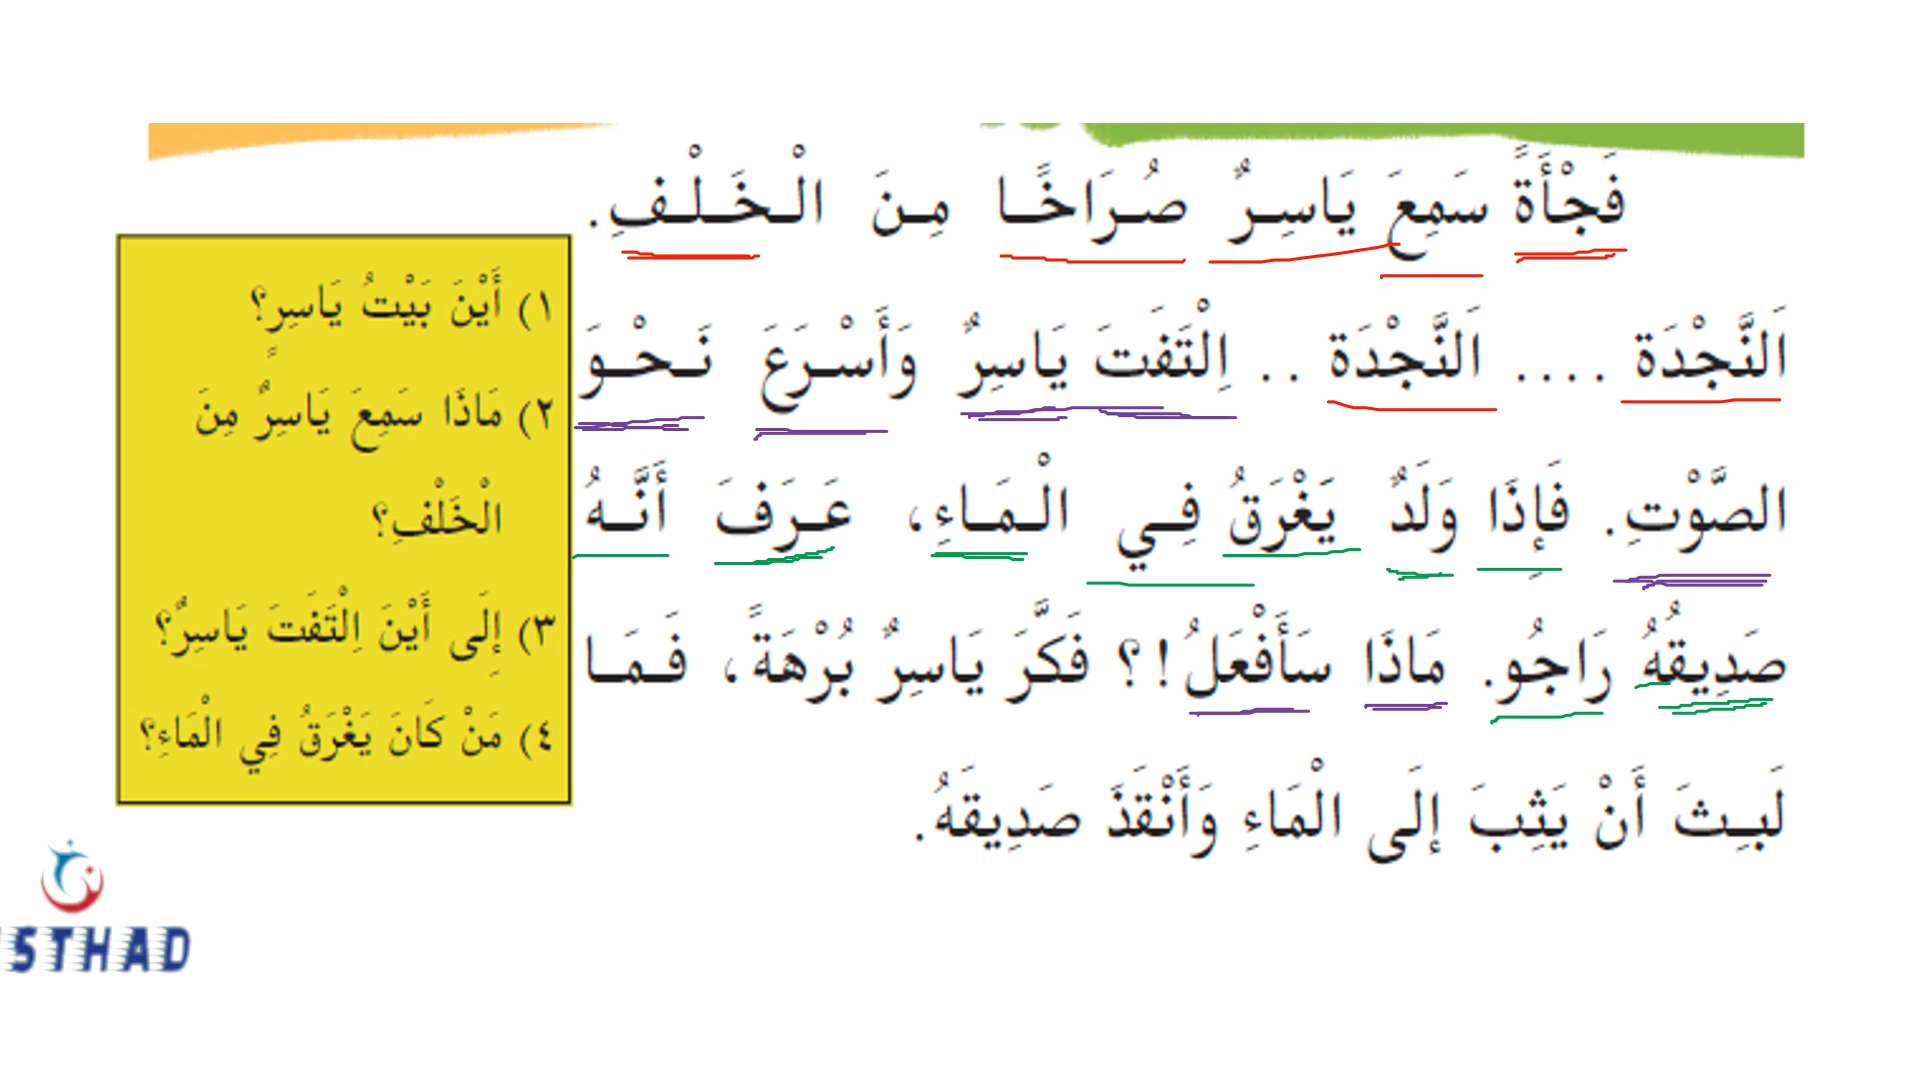 فَجْأَةً سَمِعَ يَاسِرٌ صُرَاخًا مِنَ الْخَلْفِ.
اَلنَّجْدَة .... اَلنَّجْدَة .. اِلْتَفَتَ يَاسِرٌ وَأَسْرَعَ نَحْوَ
الصَّوْتِ. فَإِذَا وَلَدٌ يَغْرَقُ فِي الْمَاءِ، عَرَفَ أَنَّهُ
صَدِيقُهُ رَاجُو. مَاذَا سَأَفْعَلُ!؟ فَكَّرَ يَاسِرٌ بُرْهَةً، فَمَا
لَبِثَ أَنْ يَثِبَ إِلَى الْمَاءِ وَأَنْقَذَ صَدِيقَهُ.
١) أَيْنَ بَيْتُ يَاسِرٍ؟
٢) مَاذَا سَمِعَ يَاسِرٌ مِنَ
الْخَلْفِ؟
٣) إِلَى أَيْنَ اِلْتَفَتَ يَاسِرٌ؟
٤) مَنْ كَانَ يَغْرَقُ فِي الْمَاءِ؟
STHAD